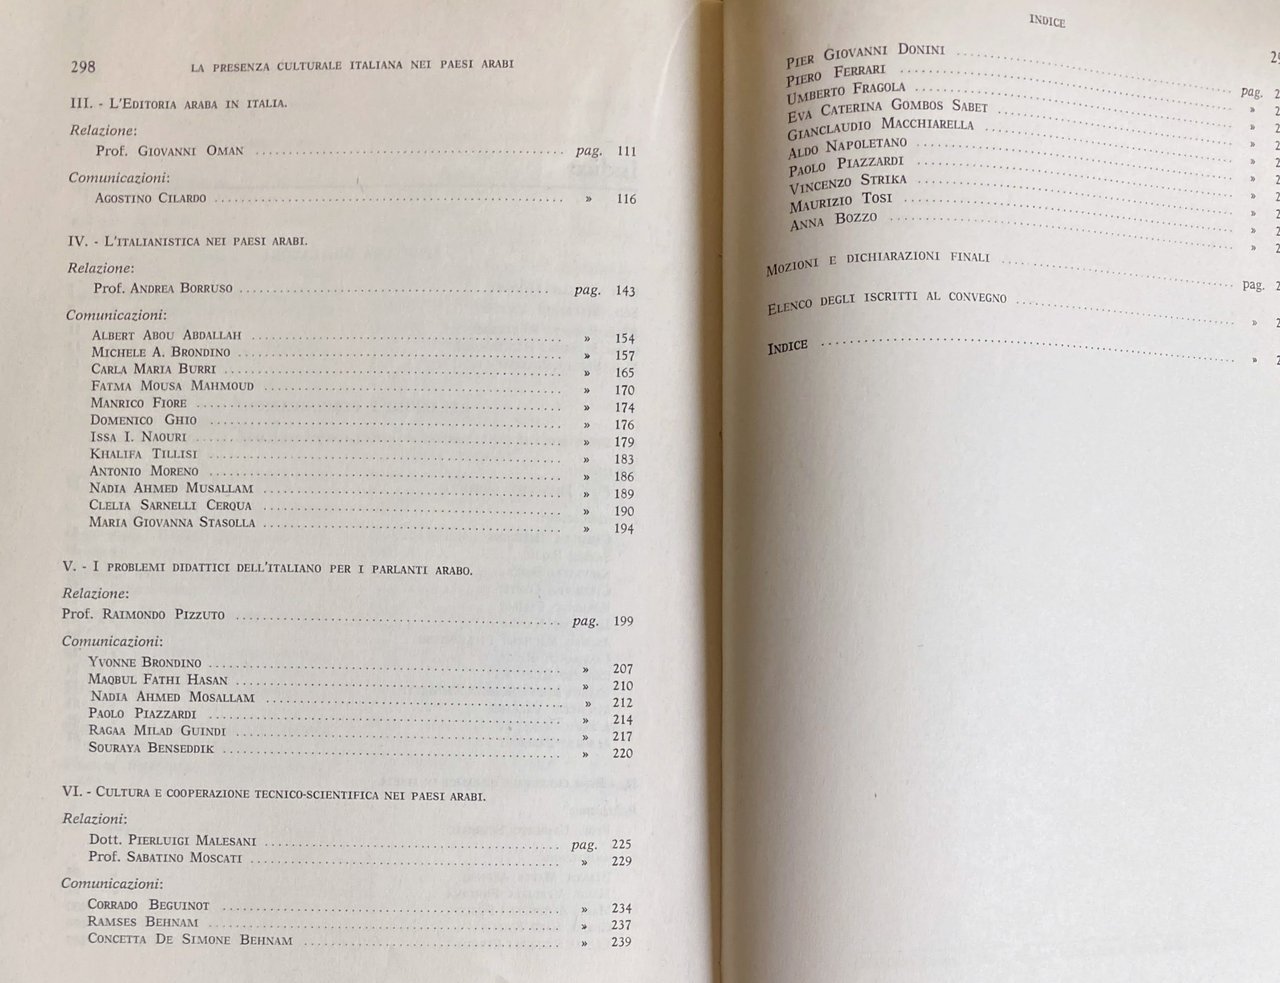 298 LA PRESENZA CULTURALE ITALIANA NEI PAESI ARABI
III. - L'EDITORIA ARABA IN ITALIA.
Relazione:
Prof. GIOVANNI OMAN pag. 111
Comunicazioni:
AGOSTINO CILARDO » 116
IV. - L'ITALIANISTICA NEI PAESI ARABI.
Relazione:
Prof. ANDREA BORRUSO pag. 143
Comunicazioni:
ALBERT ABOU ABDALLAH » 154
MICHELE A. BRONDINO » 157
CARLA MARIA BURRI » 165
FATMA MOUSA MAHMOUD » 170
MANRICO FIORE » 174
DOMENICO GHIO » 176
ISSA I. NAOURI » 179
KHALIFA TILLISI » 183
ANTONIO MORENO » 186
NADIA AHMED MUSALLAM » 189
CLELIA SARNELLI CERQUA » 190
MARIA GIOVANNA STASOLLA » 194
V. - I PROBLEMI DIDATTICI DELL'ITALIANO PER I PARLANTI ARABO.
Relazione:
Prof. RAIMONDO PIZZUTO pag. 199
Comunicazioni:
YVONNE BRONDINO » 207
MAQBUL FATHI HASAN » 210
NADIA AHMED MOSALLAM » 212
PAOLO PIAZZARDI » 214
RAGAA MILAD GUINDI » 217
SOURAYA BENSEDDIK » 220
VI. - CULTURA E COOPERAZIONE TECNICO-SCIENTIFICA NEI PAESI ARABI.
Relazioni:
Dott. PIERLUIGI MALESANI pag. 225
Prof. SABATINO MOSCATI » 229
Comunicazioni:
CORRADO BEGUINOT » 234
RAMSES BEHNAM » 237
CONCETTA DE SIMONE BEHNAM » 239
INDICE
PIER GIOVANNI DONINI pag.
PIERO FERRARI »
UMBERTO FRAGOLA »
EVA CATERINA GOMBOS SABET »
GIANCLAUDIO MACCHIARELLA »
ALDO NAPOLETANO »
PAOLO PIAZZARDI »
VINCENZO STRIKA »
MAURIZIO TOSI »
ANNA BOZZO »
MOZIONI E DICHIARAZIONI FINALI pag.
ELENCO DEGLI ISCRITTI AL CONVEGNO »
INDICE »